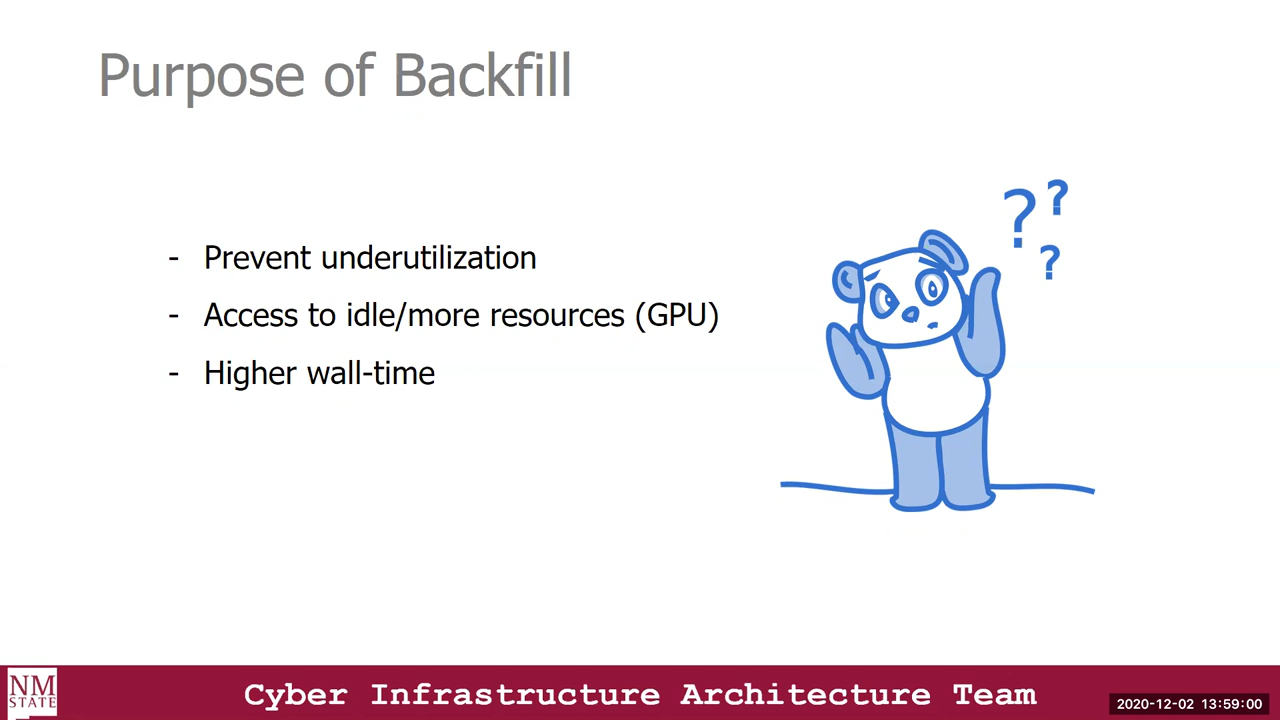 Purpose of Backfill
- Prevent underutilization
- Access to idle/more resources (GPU)
- Higher wall-time
? ?
?
NM
STATE
Cyber Infrastructure Architecture Team
2020-12-02 13:59:00